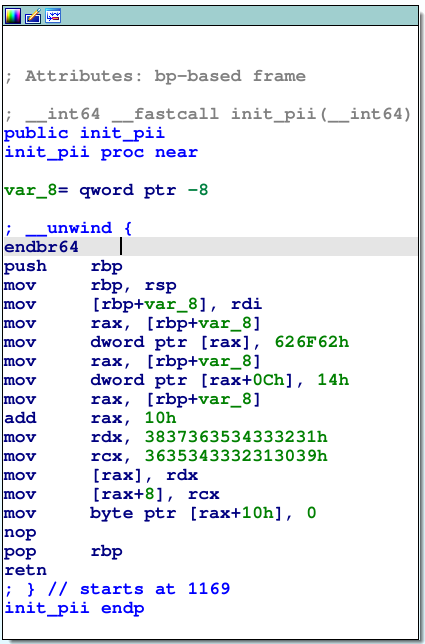 ; Attributes: bp-based frame
; __int64 __fastcall init_pii(__int64)
public init_pii
init_pii proc near
var_8= qword ptr -8
; __unwind {
endbr64
push rbp
mov rbp, rsp
mov [rbp+var_8], rdi
mov rax, [rbp+var_8]
mov dword ptr [rax], 626F62h
mov rax, [rbp+var_8]
mov dword ptr [rax+0Ch], 14h
mov rax, [rbp+var_8]
add rax, 10h
mov rdx, 3837363534333231h
mov rcx, 3635343332313039h
mov [rax], rdx
mov [rax+8], rcx
mov byte ptr [rax+10h], 0
nop
pop rbp
retn
; } // starts at 1169
init_pii endp